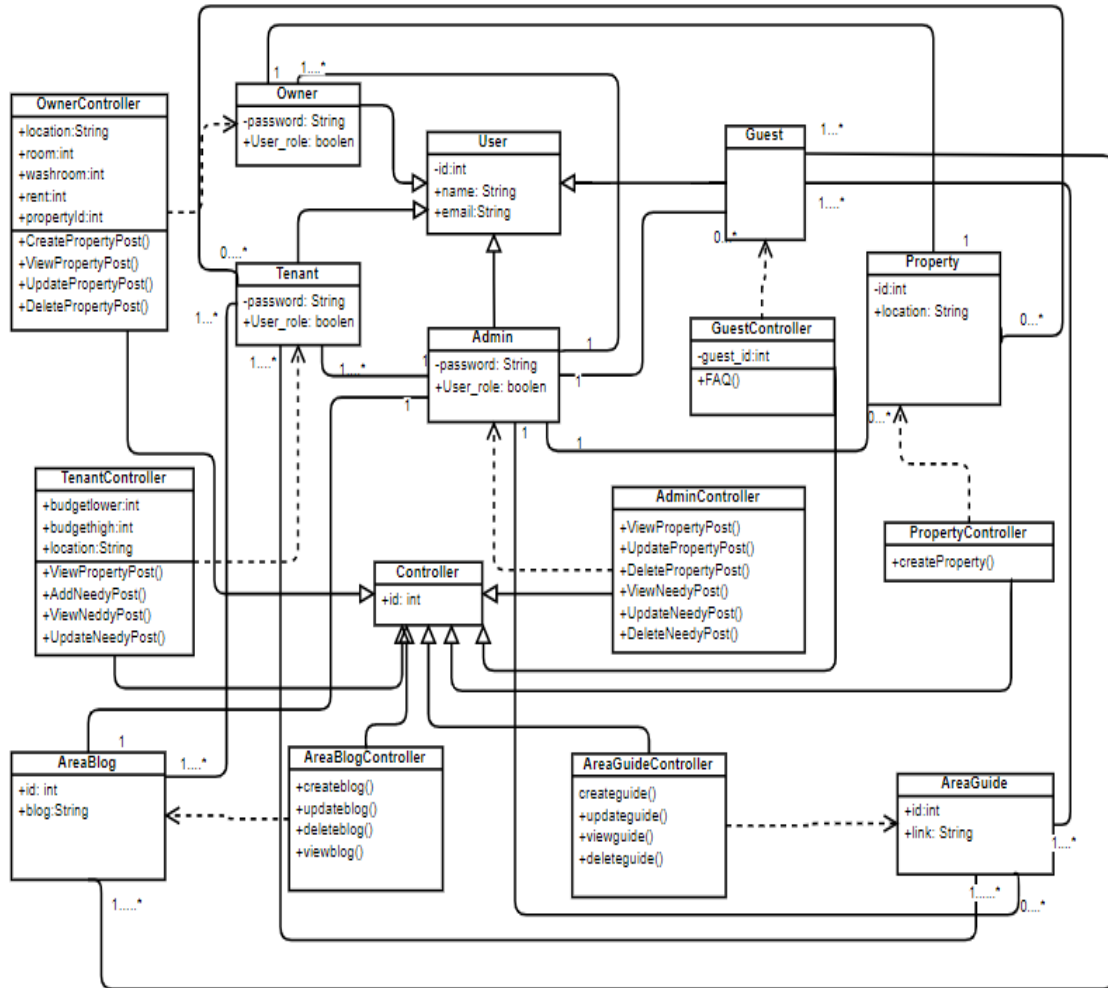 1
1....*
Owner
-password: String
+User_role: boolen
OwnerController
+location:String
+room:int
+washroom:int
+rent:int
+propertyId:int
+CreatePropertyPost()
+ViewPropertyPost()
+UpdatePropertyPost()
+DeletePropertyPost()
User
-id:int
+name: String
+email:String
Guest
1...*
1....*
0...*
0....*
Tenant
-password: String
+User_role: boolen
1...*
1....*
1....*
Property
-id:int
+location: String
1
0...*
0...*
Admin
-password: String
+User_role: boolen
1
1
1
1
1
1
GuestController
-guest_id:int
+FAQ()
TenantController
+budgetlower:int
+budgethigh:int
+location:String
+ViewPropertyPost()
+AddNeedyPost()
+ViewNeddyPost()
+UpdateNeedyPost()
Controller
+id: int
AdminController
+ViewPropertyPost()
+UpdatePropertyPost()
+DeletePropertyPost()
+ViewNeedyPost()
+UpdateNeedyPost()
+DeleteNeedyPost()
PropertyController
+createProperty()
1
1....*
AreaBlog
+id: int
+blog:String
1.....*
AreaBlogController
+createblog()
+updateblog()
+deleteblog()
+viewblog()
AreaGuideController
createguide()
+updateguide()
+viewguide()
+deleteguide()
AreaGuide
+id:int
+link: String
1....*
1......*
0....*